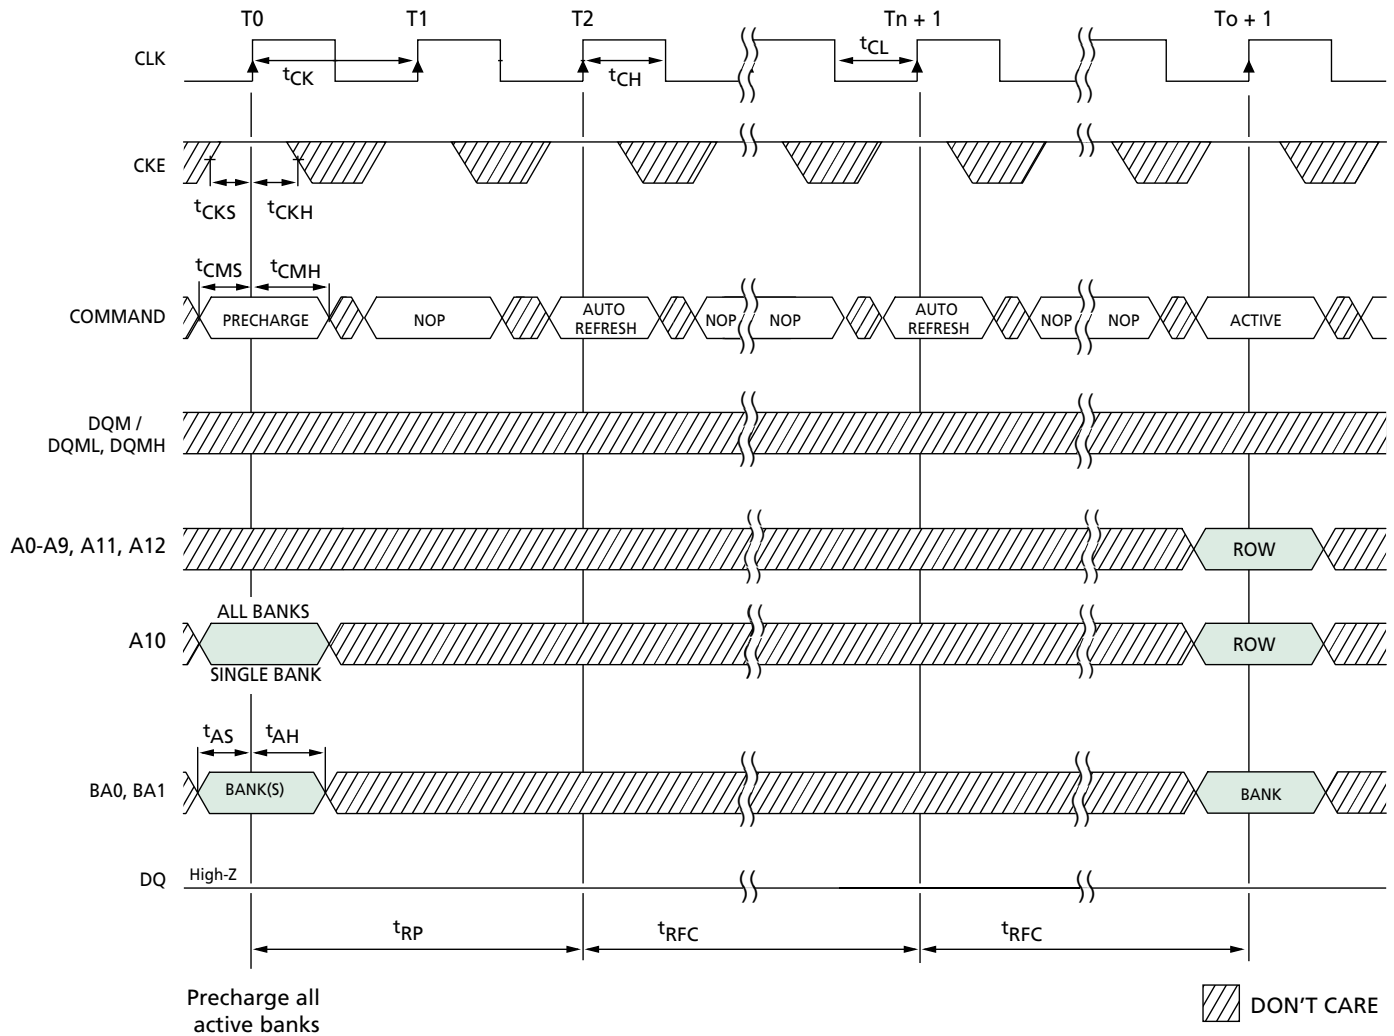 T0 T1 T2 Tn + 1 To + 1
CLK
tCK tCH tCL
CKE
tCKS tCKH
tCMS tCMH
COMMAND
PRECHARGE NOP AUTO REFRESH NOP NOP AUTO REFRESH NOP NOP ACTIVE
DQM /
DQML, DQMH
A0-A9, A11, A12
ROW
ALL BANKS
A10
ROW
SINGLE BANK
tAS tAH
BA0, BA1
BANK(S) BANK
DQ
High-Z
tRP tRFC tRFC
Precharge all
active banks
DON'T CARE